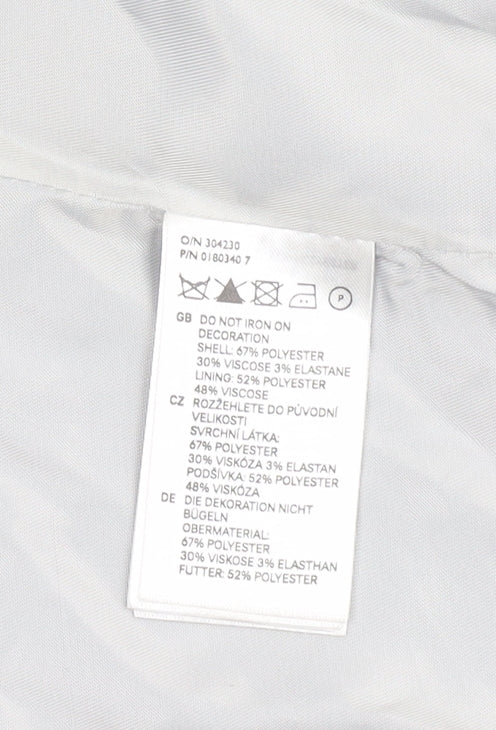 O/N 304230
P/N 0180340 7
P
GB DO NOT IRON ON
DECORATION
SHELL: 67% POLYESTER
30% VISCOSE 3% ELASTANE
LINING: 52% POLYESTER
48% VISCOSE
CZ ROZŽEHLETE DO PŮVODNÍ
VELIKOSTI
SVRCHNÍ LÁTKA:
67% POLYESTER
30% VISKÓZA 3% ELASTAN
PODŠÍVKA: 52% POLYESTER
48% VISKÓZA
DE DIE DEKORATION NICHT
BÜGELN
OBERMATERIAL:
67% POLYESTER
30% VISKOSE 3% ELASTHAN
FUTTER: 52% POLYESTER